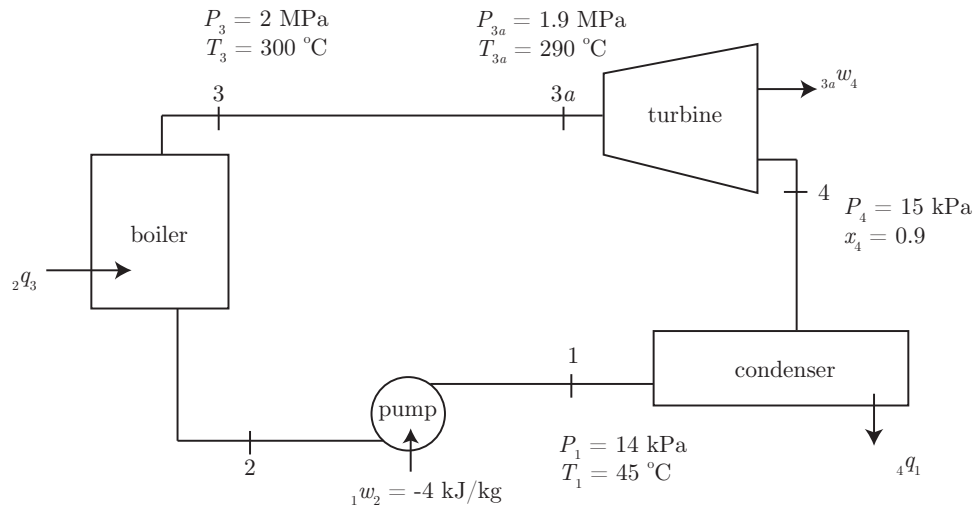 P₃ = 2 MPa
T₃ = 300 °C
P₃ₐ = 1.9 MPa
T₃ₐ = 290 °C
3
3a
turbine
₃ₐw₄
4
P₄ = 15 kPa
x₄ = 0.9
boiler
₂q₃
condenser
1
pump
P₁ = 14 kPa
T₁ = 45 °C
2
₁w₂ = -4 kJ/kg
₄q₁